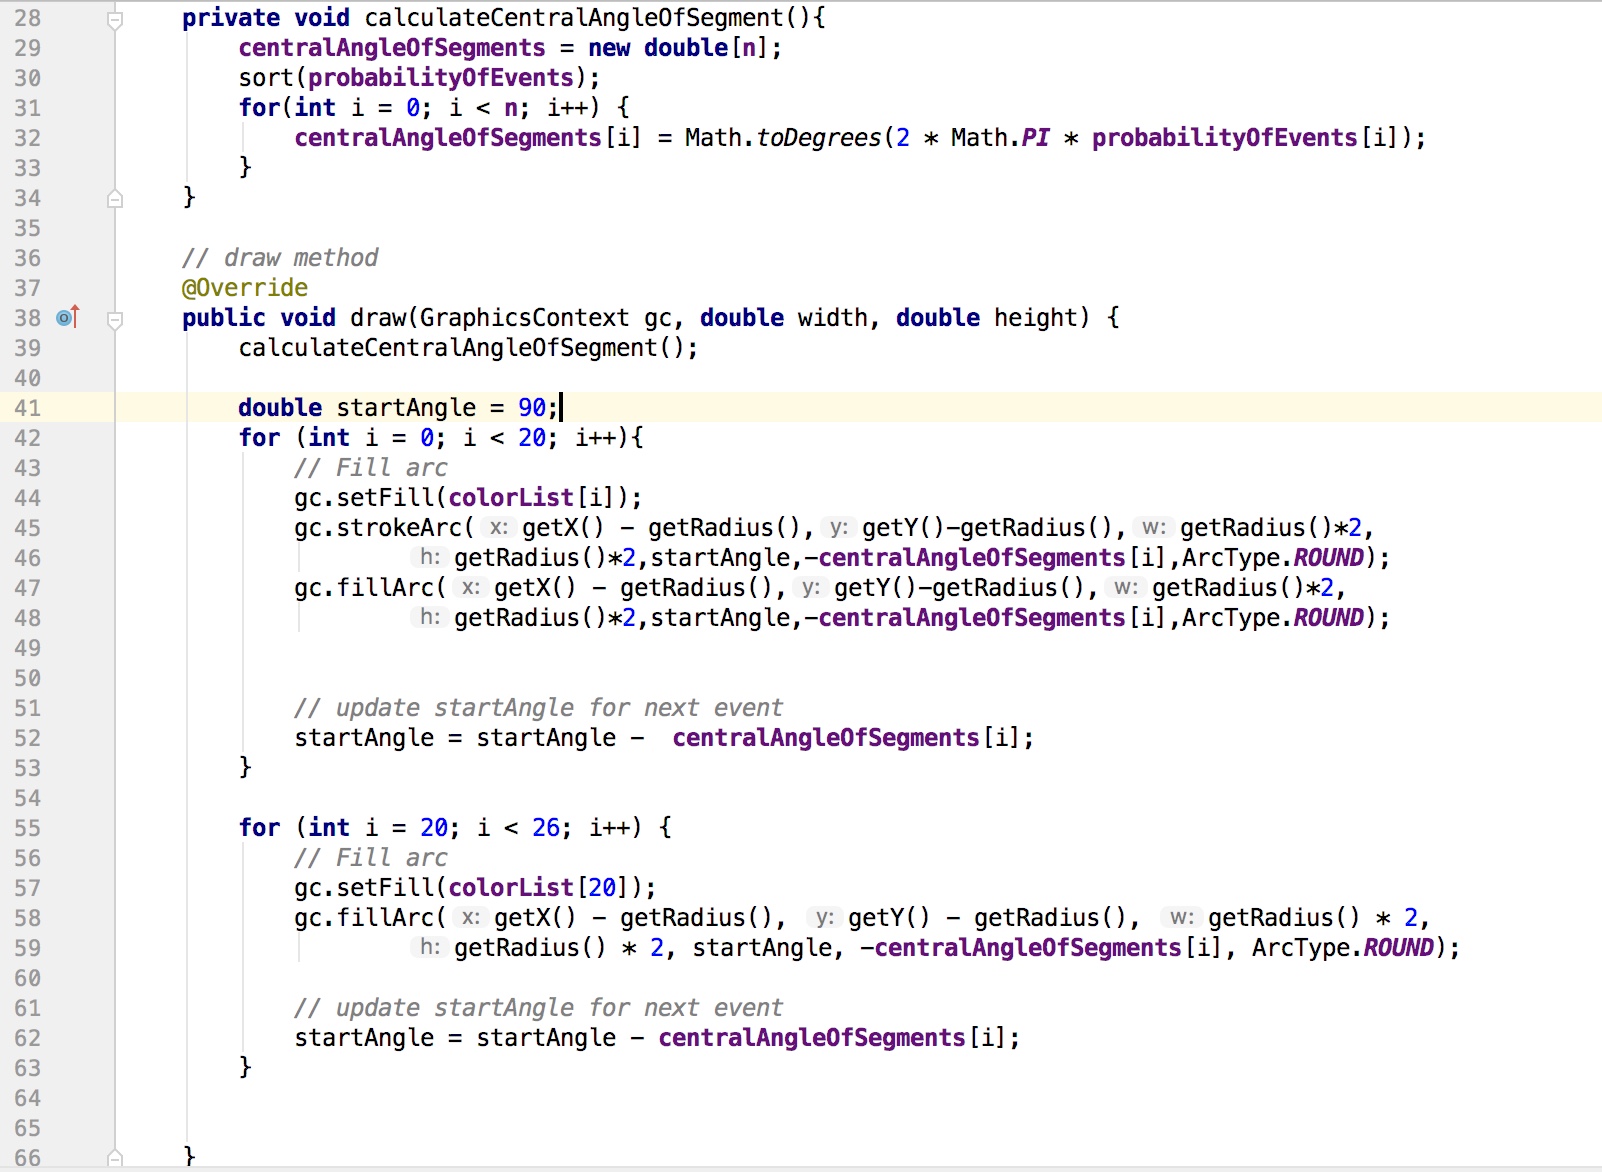 28 private void calculateCentralAngleOfSegment(){
29 centralAngleOfSegments = new double[n];
30 sort(probabilityOfEvents);
31 for(int i = 0; i < n; i++) {
32 centralAngleOfSegments[i] = Math.toDegrees(2 * Math.PI * probabilityOfEvents[i]);
33 }
34 }
35
36 // draw method
37 @Override
38 public void draw(GraphicsContext gc, double width, double height) {
39 calculateCentralAngleOfSegment();
40
41 double startAngle = 90;
42 for (int i = 0; i < 20; i++){
43 // Fill arc
44 gc.setFill(colorList[i]);
45 gc.strokeArc( x: getX() - getRadius(), y: getY()-getRadius(), w: getRadius()*2,
46 h: getRadius()*2,startAngle,-centralAngleOfSegments[i],ArcType.ROUND);
47 gc.fillArc( x: getX() - getRadius(), y: getY()-getRadius(), w: getRadius()*2,
48 h: getRadius()*2,startAngle,-centralAngleOfSegments[i],ArcType.ROUND);
49
50
51 // update startAngle for next event
52 startAngle = startAngle -  centralAngleOfSegments[i];
53 }
54
55 for (int i = 20; i < 26; i++) {
56 // Fill arc
57 gc.setFill(colorList[20]);
58 gc.fillArc( x: getX() - getRadius(), y: getY() - getRadius(), w: getRadius() * 2,
59 h: getRadius() * 2, startAngle, -centralAngleOfSegments[i], ArcType.ROUND);
60
61 // update startAngle for next event
62 startAngle = startAngle - centralAngleOfSegments[i];
63 }
64
65
66 }